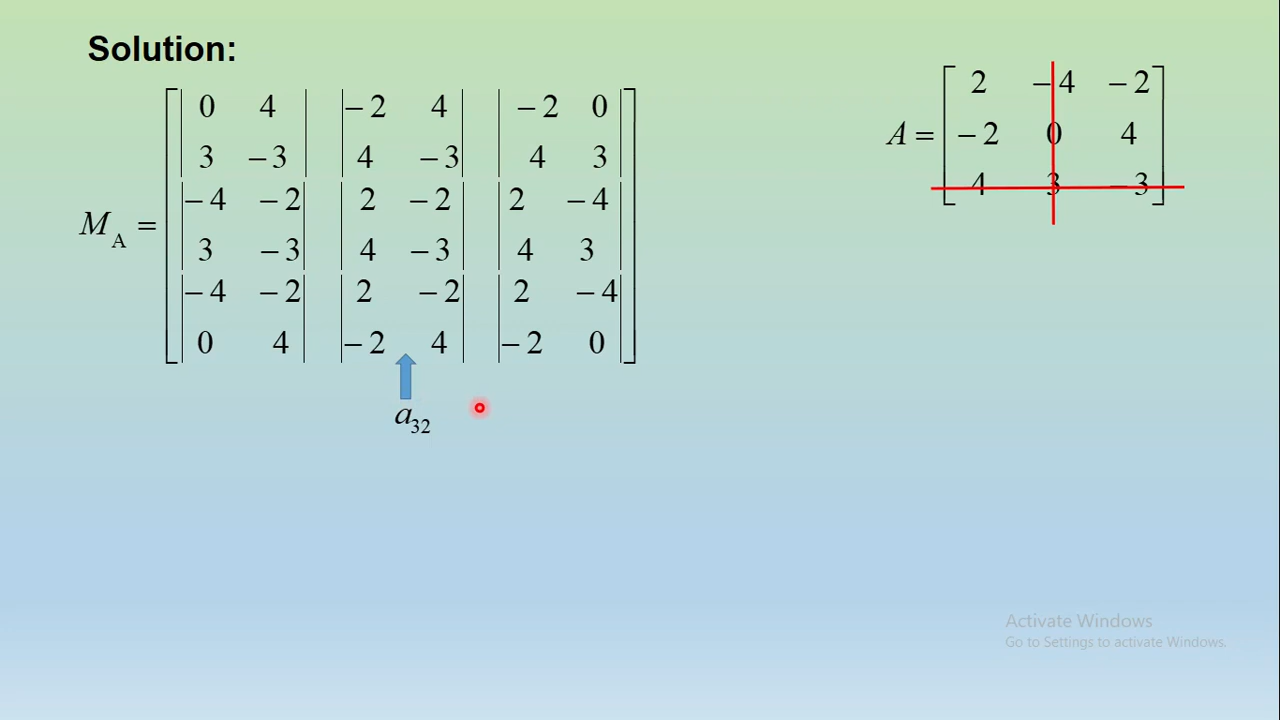 Solution:
0 4 -2 4 -2 0
3 -3 4 -3 4 3
-4 -2 2 -2 2 -4
M_A =
3 -3 4 -3 4 3
-4 -2 2 -2 2 -4
0 4 -2 4 -2 0
a_32
2 -4 -2
A = -2 0 4
4 3 -3
Activate Windows
Go to Settings to activate Windows.